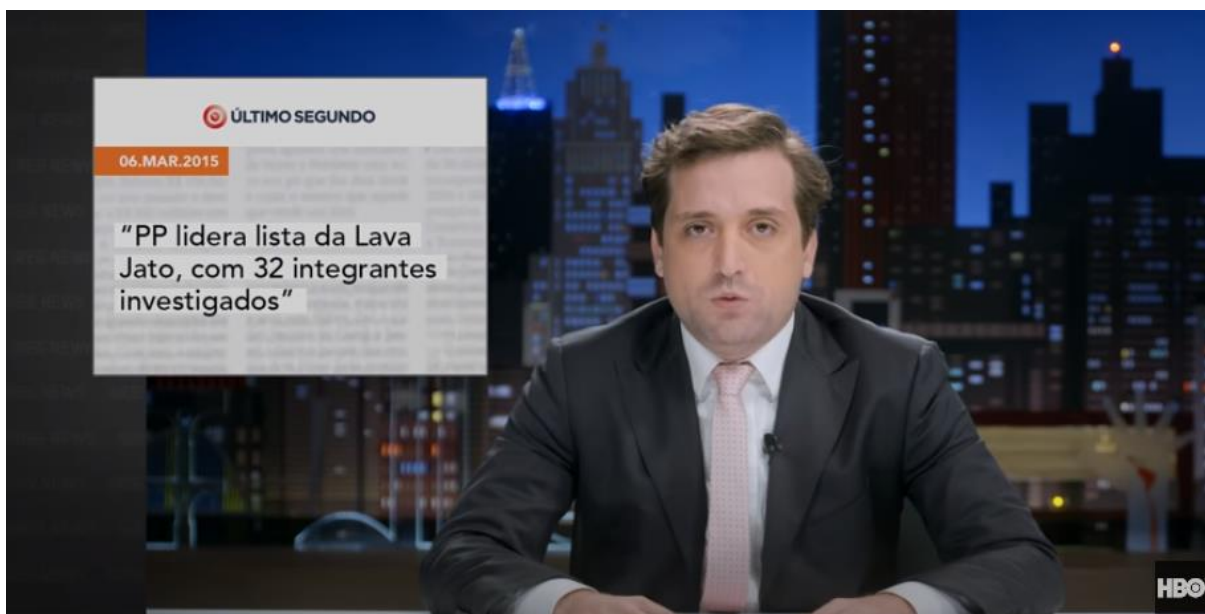 ÚLTIMO SEGUNDO
06.MAR.2015
“PP lidera lista da Lava
Jato, com 32 integrantes
investigados”
HBO